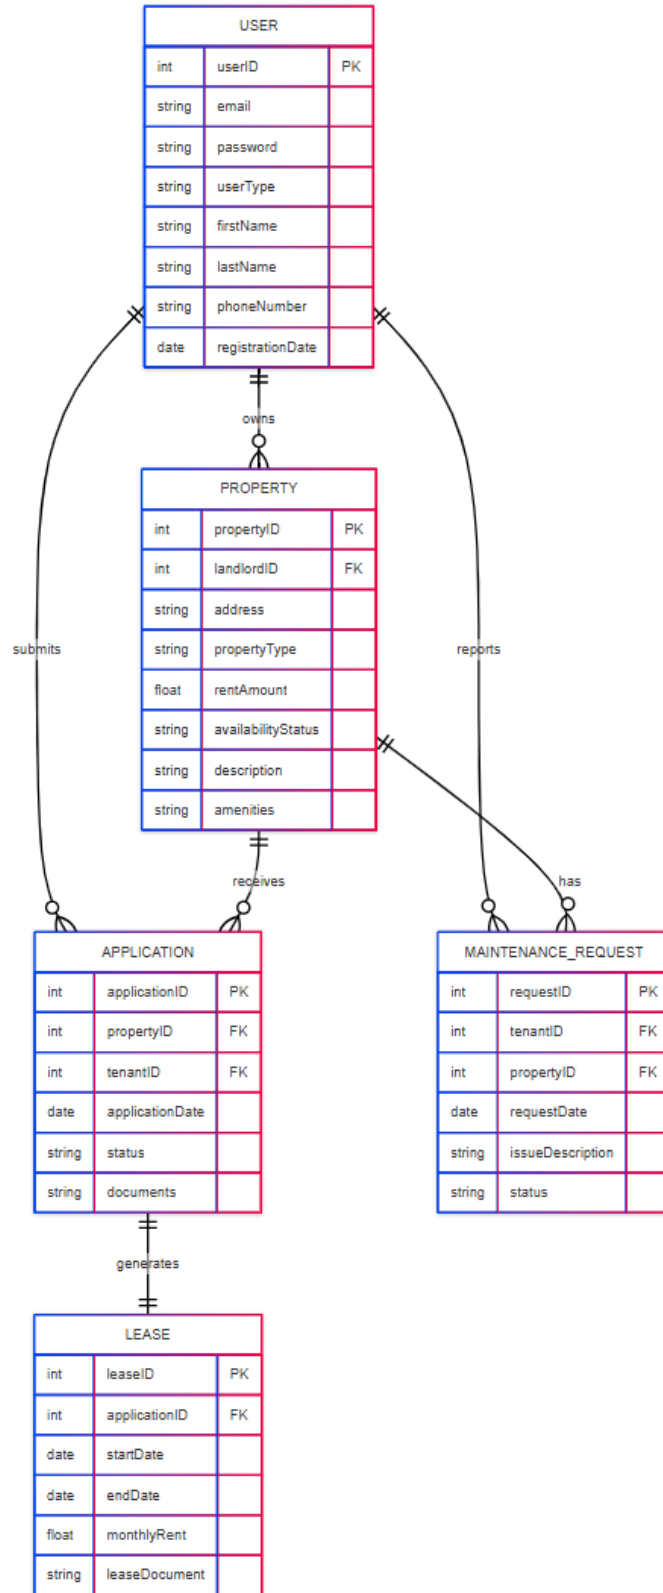 USER
int userID PK
string email
string password
string userType
string firstName
string lastName
string phoneNumber
date registrationDate
owns
PROPERTY
int propertyID PK
int landlordID FK
string address
string propertyType
float rentAmount
string availabilityStatus
string description
string amenities
submits
reports
receives
has
APPLICATION
int applicationID PK
int propertyID FK
int tenantID FK
date applicationDate
string status
string documents
MAINTENANCE_REQUEST
int requestID PK
int tenantID FK
int propertyID FK
date requestDate
string issueDescription
string status
generates
LEASE
int leaseID PK
int applicationID FK
date startDate
date endDate
float monthlyRent
string leaseDocument